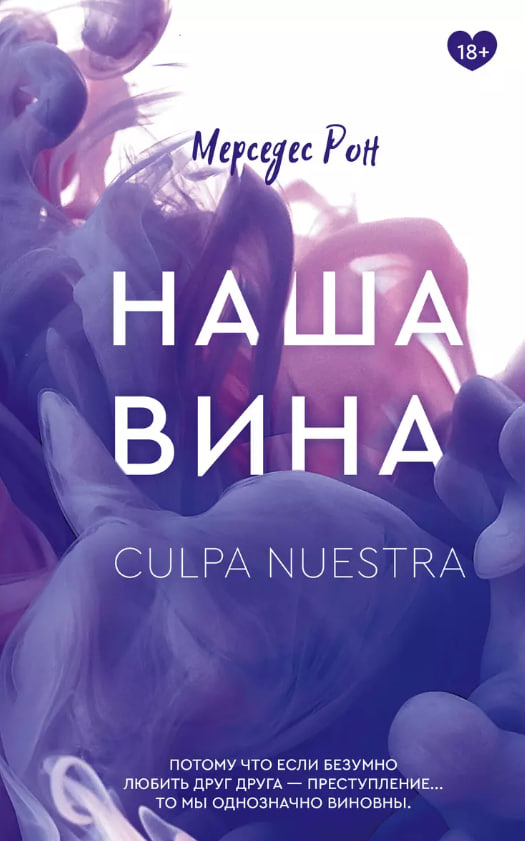 18+
Мерседес Рон
НАША
ВИНА
CULPA NUESTRA
ПОТОМУ ЧТО ЕСЛИ БЕЗУМНО
ЛЮБИТЬ ДРУГ ДРУГА — ПРЕСТУПЛЕНИЕ...
ТО МЫ ОДНОЗНАЧНО ВИНОВНЫ.